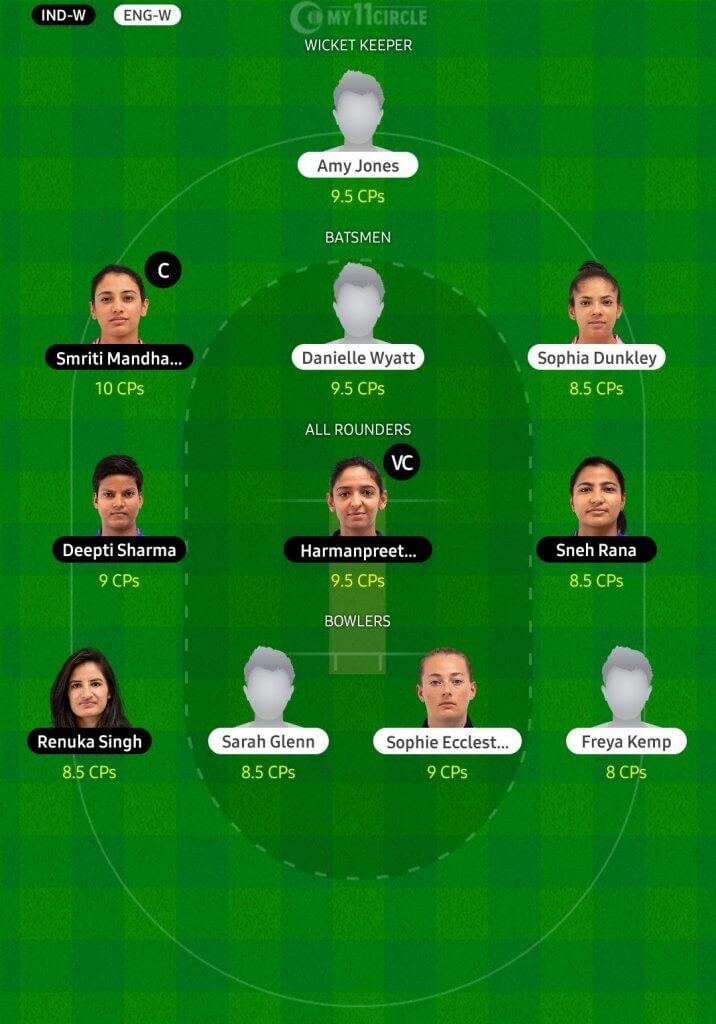 IND-W ENG-W
MY11CIRCLE
WICKET KEEPER
Amy Jones
9.5 CPs
BATSMEN
C
Smriti Mandha... Danielle Wyatt Sophia Dunkley
10 CPs 9.5 CPs 8.5 CPs
ALL ROUNDERS
VC
Deepti Sharma Harmanpreet... Sneh Rana
9 CPs 9.5 CPs 8.5 CPs
BOWLERS
Renuka Singh Sarah Glenn Sophie Ecclest... Freya Kemp
8.5 CPs 8.5 CPs 9 CPs 8 CPs